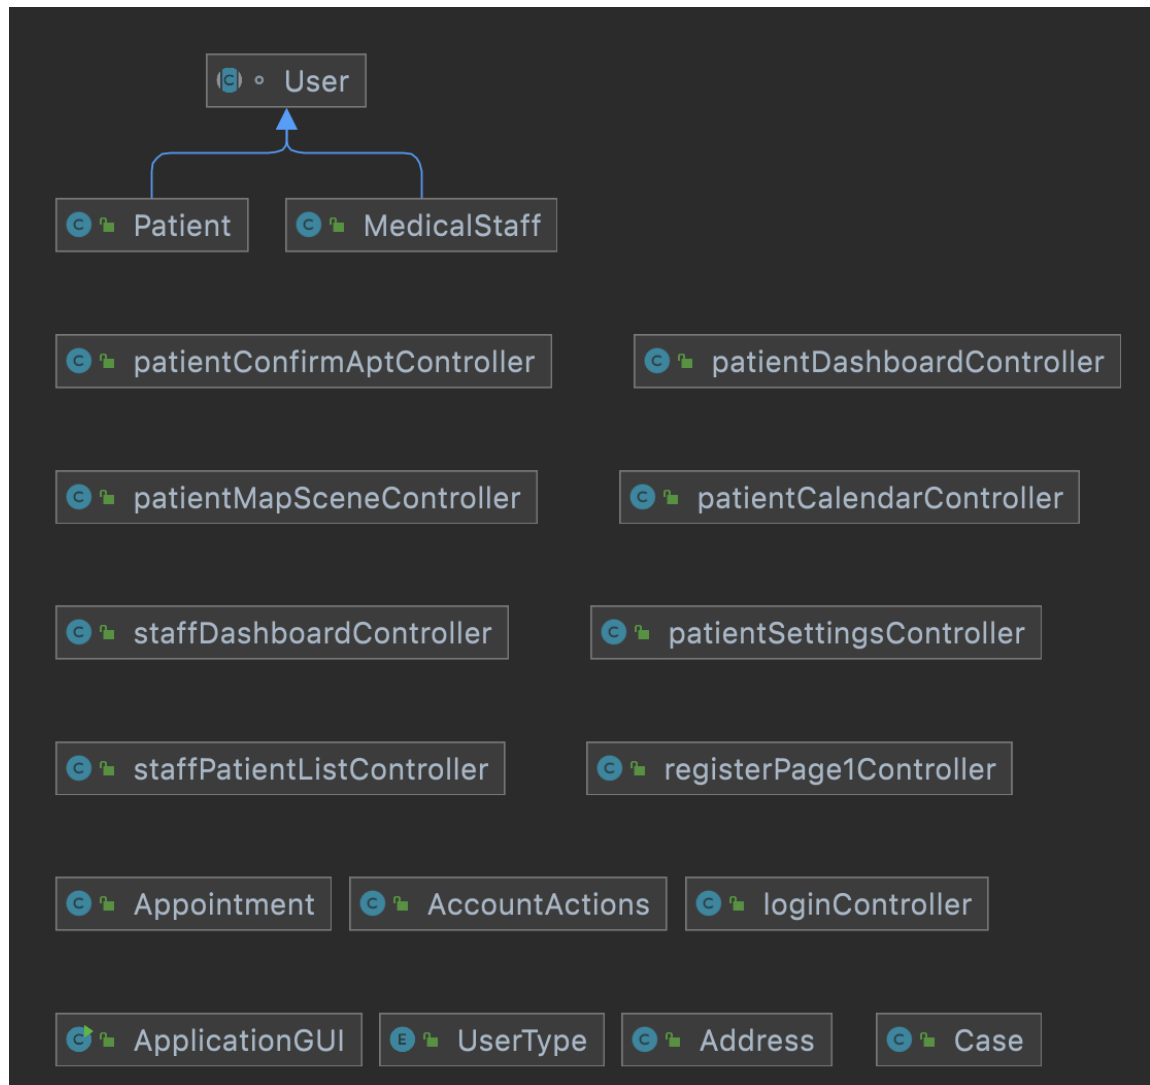 User
Patient MedicalStaff
patientConfirmAptController patientDashboardController
patientMapSceneController patientCalendarController
staffDashboardController patientSettingsController
staffPatientListController registerPage1Controller
Appointment AccountActions loginController
ApplicationGUI UserType Address Case